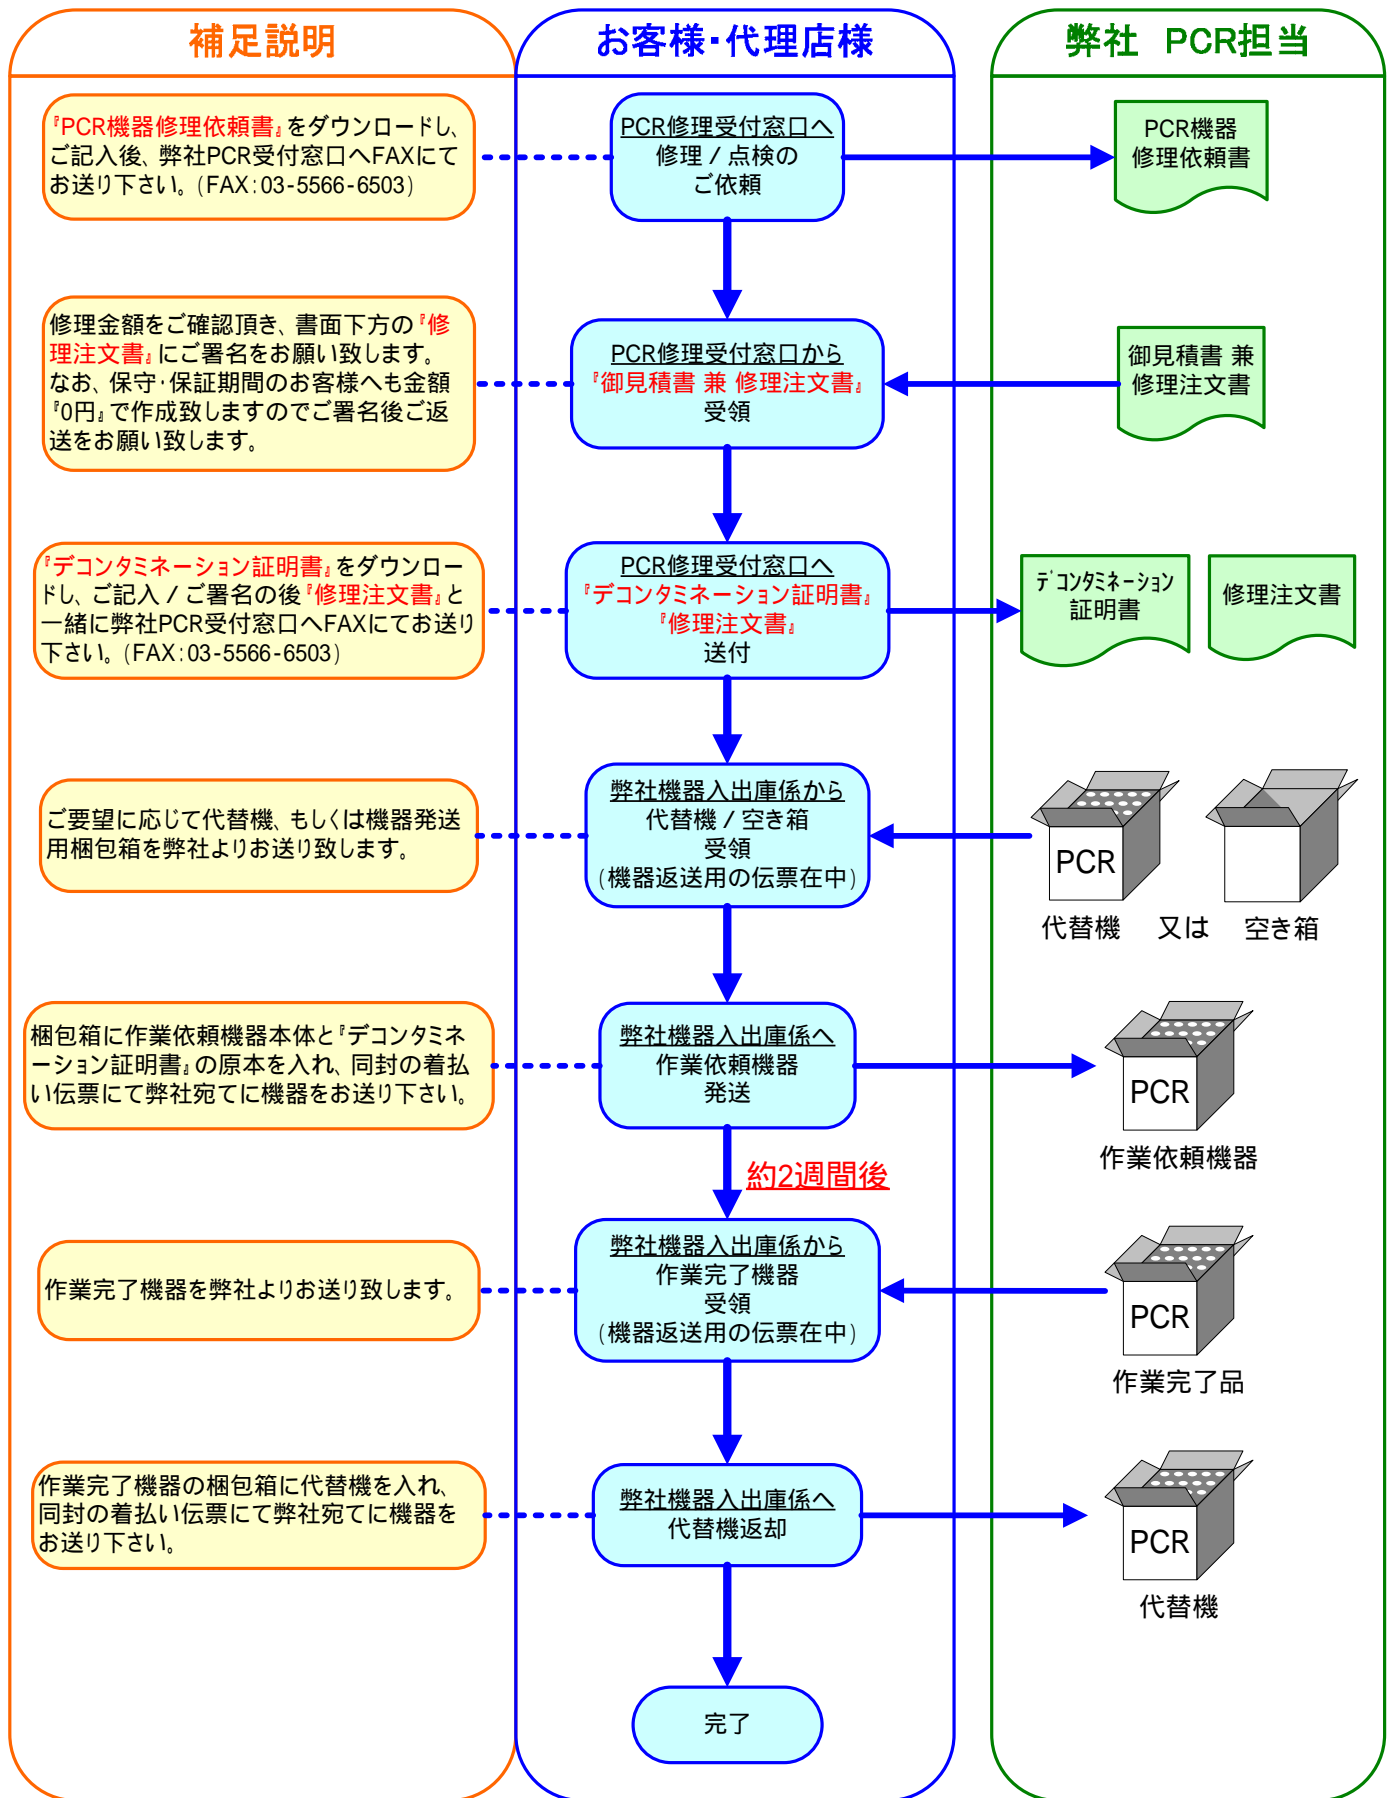 補足説明
お客様・代理店様
弊社　PCR担当
『PCR機器修理依頼書』をダウンロードし、
ご記入後、弊社PCR受付窓口へFAXにて
お送り下さい。(FAX:03-5566-6503)
PCR修理受付窓口へ
修理 / 点検の
ご依頼
PCR機器
修理依頼書
修理金額をご確認頂き、書面下方の『修
理注文書』にご署名をお願い致します。
なお、保守・保証期間のお客様へも金額
『0円』で作成致しますのでご署名後ご返
送をお願い致します。
PCR修理受付窓口から
『御見積書 兼 修理注文書』
受領
御見積書 兼
修理注文書
『デコンタミネーション証明書』をダウンロー
ドし、ご記入 / ご署名の後『修理注文書』と
一緒に弊社PCR受付窓口へFAXにてお送り
下さい。(FAX:03-5566-6503)
PCR修理受付窓口へ
『デコンタミネーション証明書』
『修理注文書』
送付
デコンタミネーション
証明書
修理注文書
ご要望に応じて代替機、もしくは機器発送
用梱包箱を弊社よりお送り致します。
弊社機器入出庫係から
代替機 / 空き箱
受領
(機器返送用の伝票在中)
PCR
代替機　又は　空き箱
梱包箱に作業依頼機器本体と『デコンタミネ
ーション証明書』の原本を入れ、同封の着払
い伝票にて弊社宛てに機器をお送り下さい。
弊社機器入出庫係へ
作業依頼機器
発送
PCR
作業依頼機器
約2週間後
作業完了機器を弊社よりお送り致します。
弊社機器入出庫係から
作業完了機器
受領
(機器返送用の伝票在中)
PCR
作業完了品
作業完了機器の梱包箱に代替機を入れ、
同封の着払い伝票にて弊社宛てに機器を
お送り下さい。
弊社機器入出庫係へ
代替機返却
PCR
代替機
完了